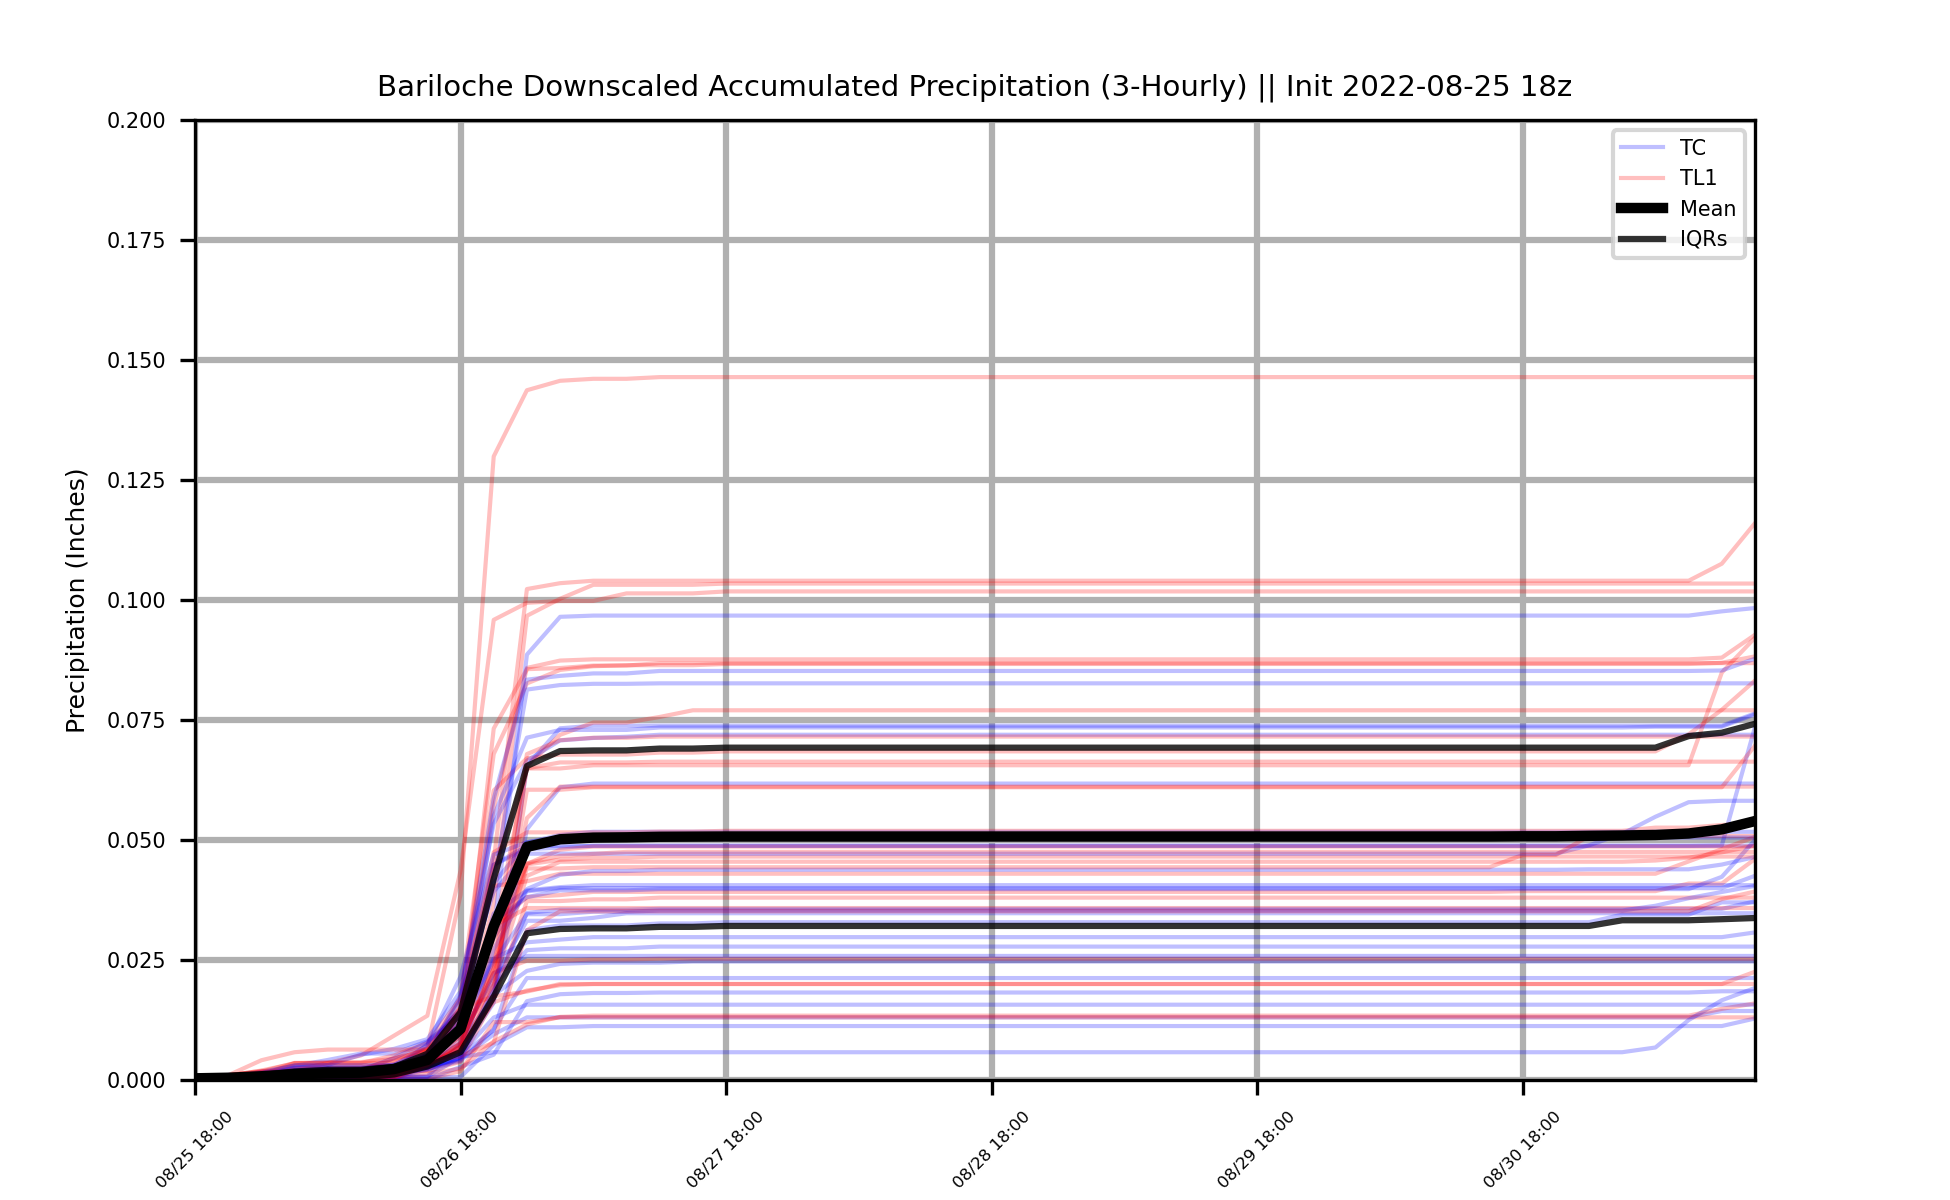 Bariloche Downscaled Accumulated Precipitation (3-Hourly) || Init 2022-08-25 18z
0.200
0.175
0.150
0.125
0.100
0.075
0.050
0.025
0.000
Precipitation (Inches)
TC
TL1
Mean
IQRs
08/25 18:00
08/26 18:00
08/27 18:00
08/28 18:00
08/29 18:00
08/30 18:00